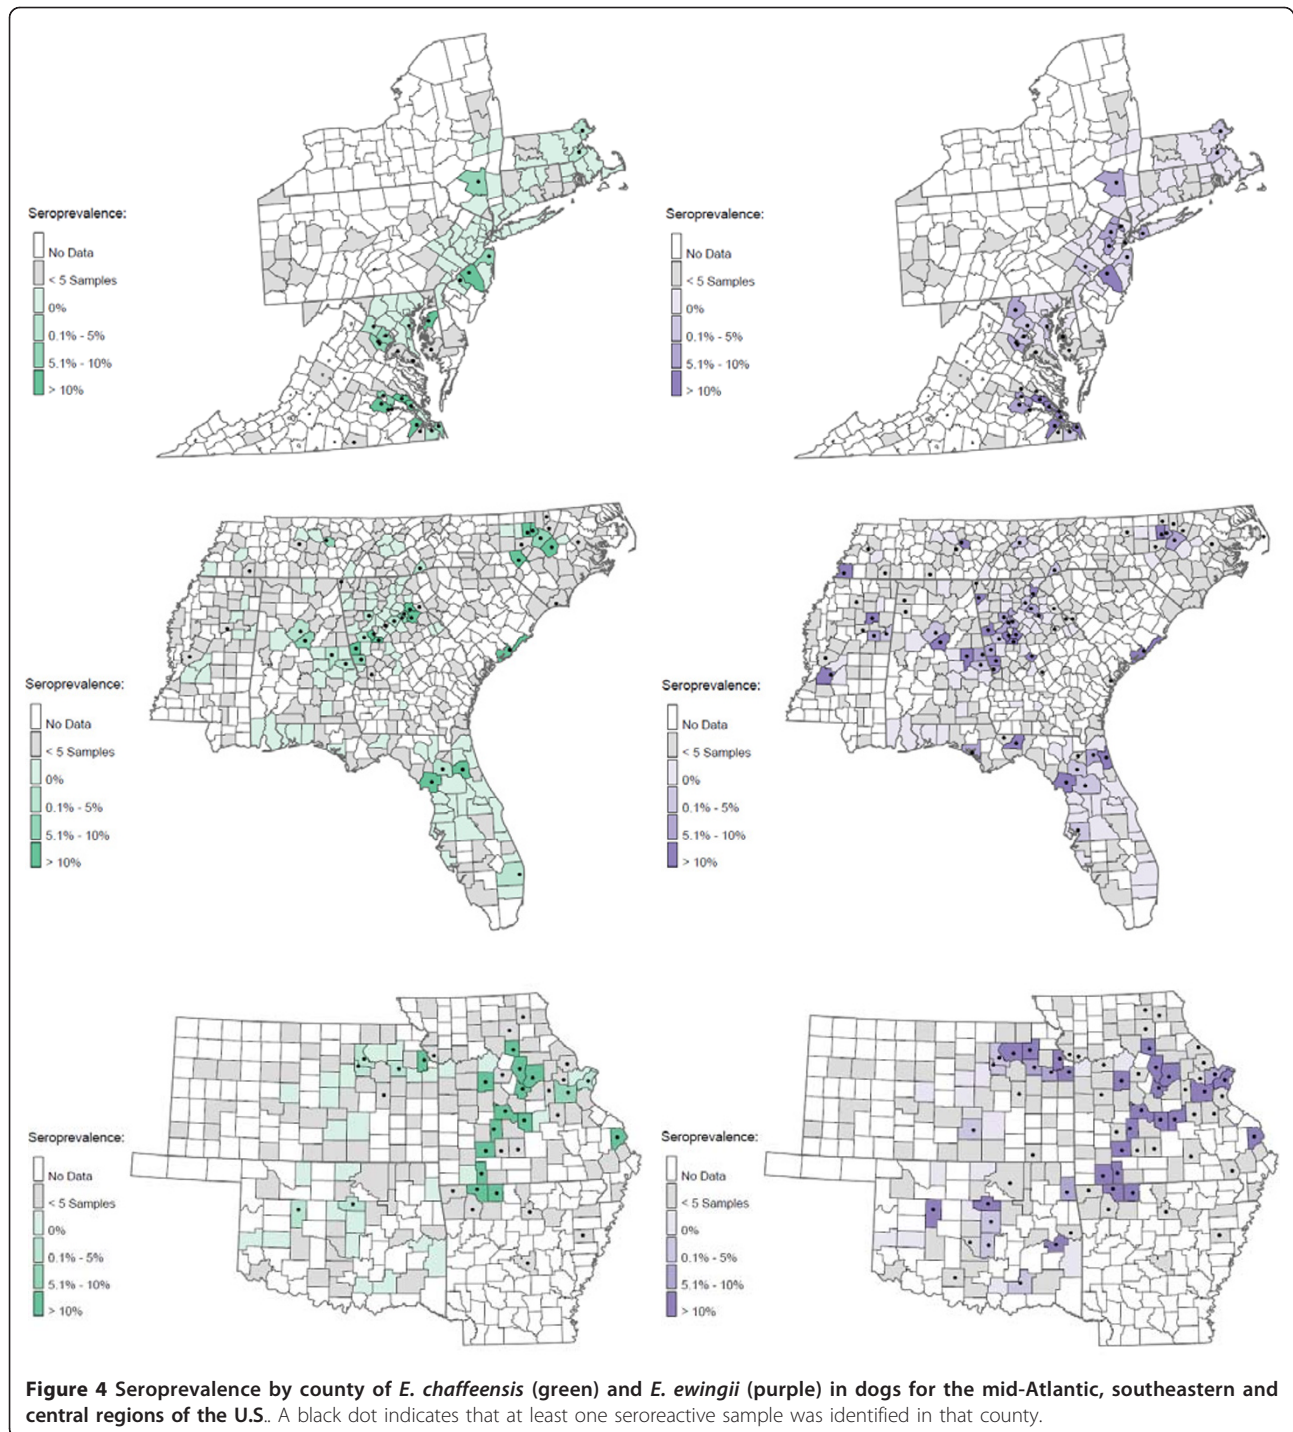 Seroprevalence:
No Data
< 5 Samples
0%
0.1% - 5%
5.1% - 10%
> 10%
Seroprevalence:
No Data
< 5 Samples
0%
0.1% - 5%
5.1% - 10%
> 10%
Seroprevalence:
No Data
< 5 Samples
0%
0.1% - 5%
5.1% - 10%
> 10%
Seroprevalence:
No Data
< 5 Samples
0%
0.1% - 5%
5.1% - 10%
> 10%
Seroprevalence:
No Data
< 5 Samples
0%
0.1% - 5%
5.1% - 10%
> 10%
Seroprevalence:
No Data
< 5 Samples
0%
0.1% - 5%
5.1% - 10%
> 10%
Figure 4 Seroprevalence by county of E. chaffeensis (green) and E. ewingii (purple) in dogs for the mid-Atlantic, southeastern and
central regions of the U.S.. A black dot indicates that at least one seroreactive sample was identified in that county.